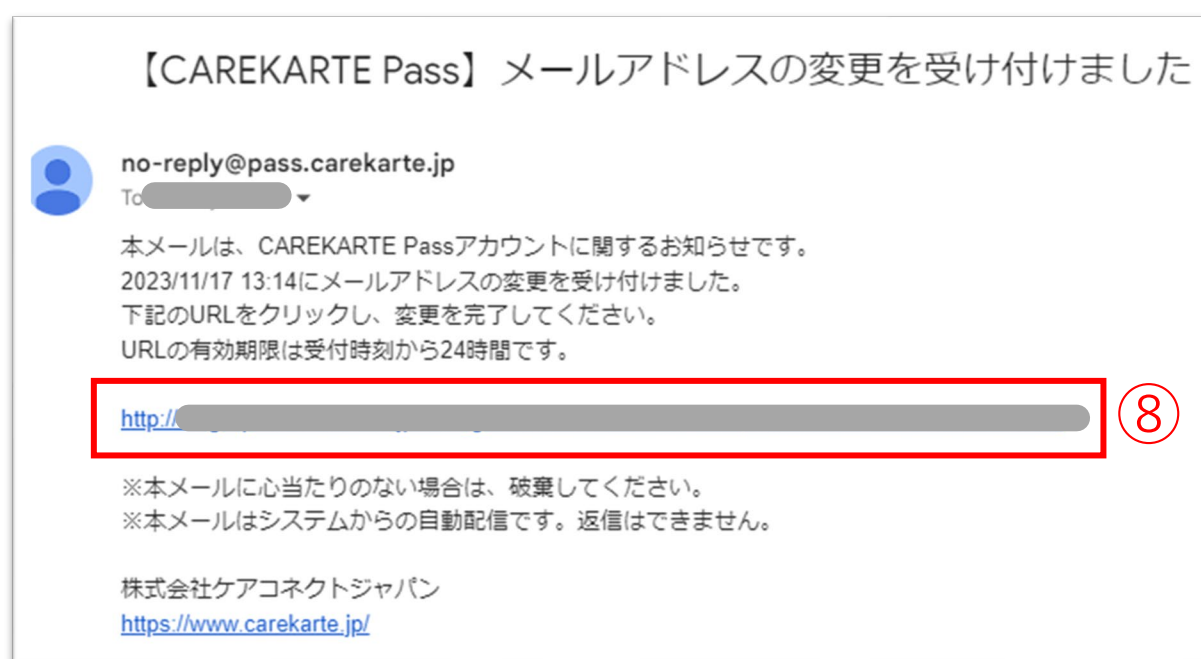 【CAREKARTE Pass】メールアドレスの変更を受け付けました
no-reply@pass.carekarte.jp
To
本メールは、CAREKARTE Passアカウントに関するお知らせです。
2023/11/17 13:14にメールアドレスの変更を受け付けました。
下記のURLをクリックし、変更を完了してください。
URLの有効期限は受付時刻から24時間です。
http://
⑧
※本メールに心当たりのない場合は、破棄してください。
※本メールはシステムからの自動配信です。返信はできません。
株式会社ケアコネクトジャパン
https://www.carekarte.jp/